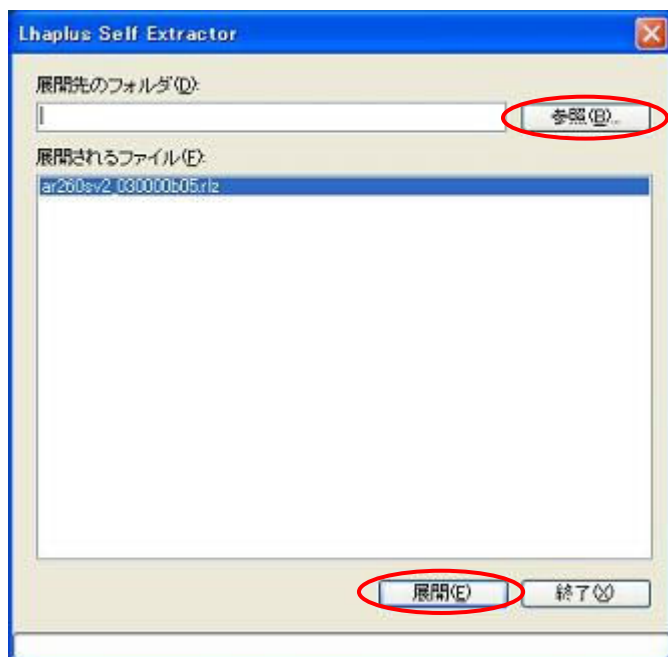 Lhaplus Self Extractor
展開先のフォルダ(D):
参照(B)...
展開されるファイル(F):
ar260sv2_030000b05.rlz
展開(E)
終了(X)